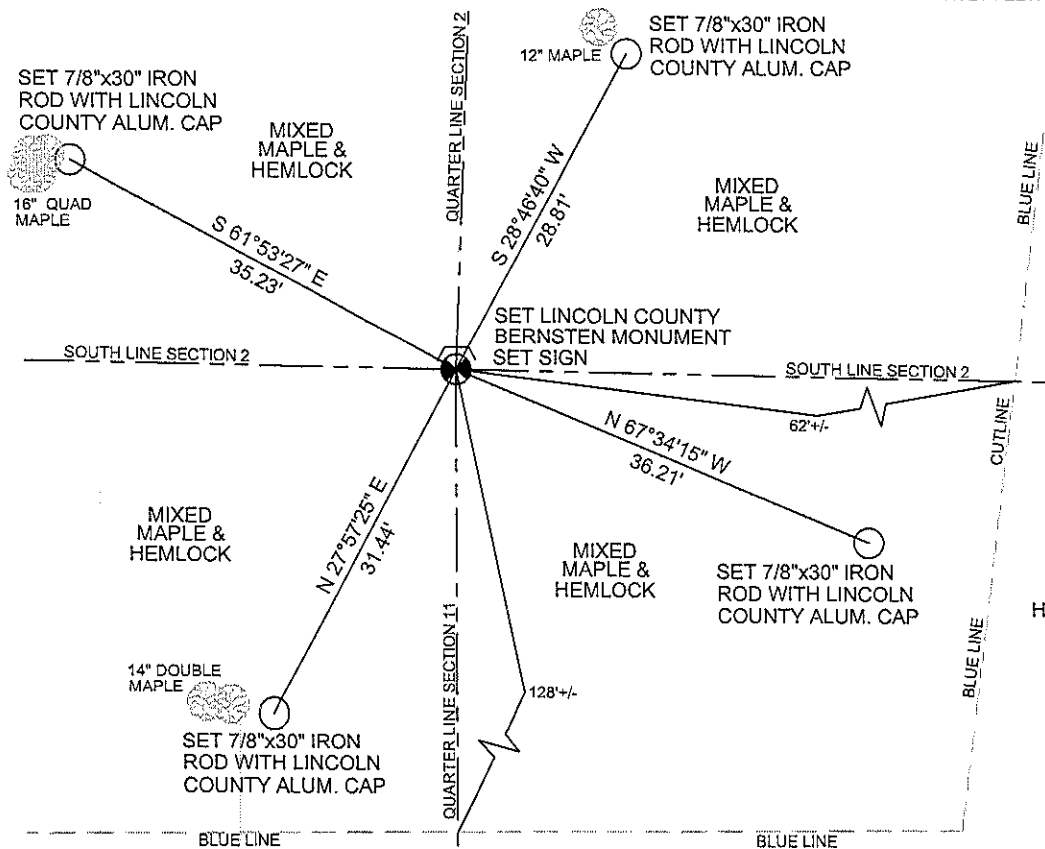 QUARTER LINE SECTION 2
12" MAPLE
SET 7/8"x30" IRON
ROD WITH LINCOLN
COUNTY ALUM. CAP
SET 7/8"x30" IRON
ROD WITH LINCOLN
COUNTY ALUM. CAP
MIXED
MAPLE &
HEMLOCK
16" QUAD
MAPLE
S 61°53'27" E
35.23'
S 28°46'40" W
28.81'
MIXED
MAPLE &
HEMLOCK
BLUE LINE
SET LINCOLN COUNTY
BERNSTEN MONUMENT
SET SIGN
SOUTH LINE SECTION 2
SOUTH LINE SECTION 2
62'+/-
CUTLINE
N 67°34'15" W
36.21'
N 27°57'25" E
31.44'
MIXED
MAPLE &
HEMLOCK
MIXED
MAPLE &
HEMLOCK
SET 7/8"x30" IRON
ROD WITH LINCOLN
COUNTY ALUM. CAP
H
BLUE LINE
QUARTER LINE SECTION 11
128'+/-
14" DOUBLE
MAPLE
SET 7/8"x30" IRON
ROD WITH LINCOLN
COUNTY ALUM. CAP
BLUE LINE
BLUE LINE